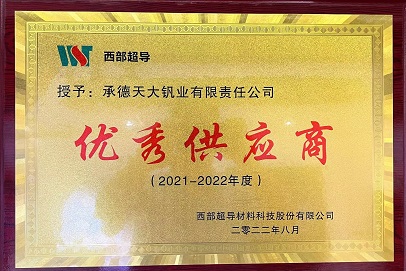 WST 西部超导
授予：承德天大钒业有限责任公司
优秀供应商
（2021-2022年度）
西部超导材料科技股份有限公司
二〇二二年八月